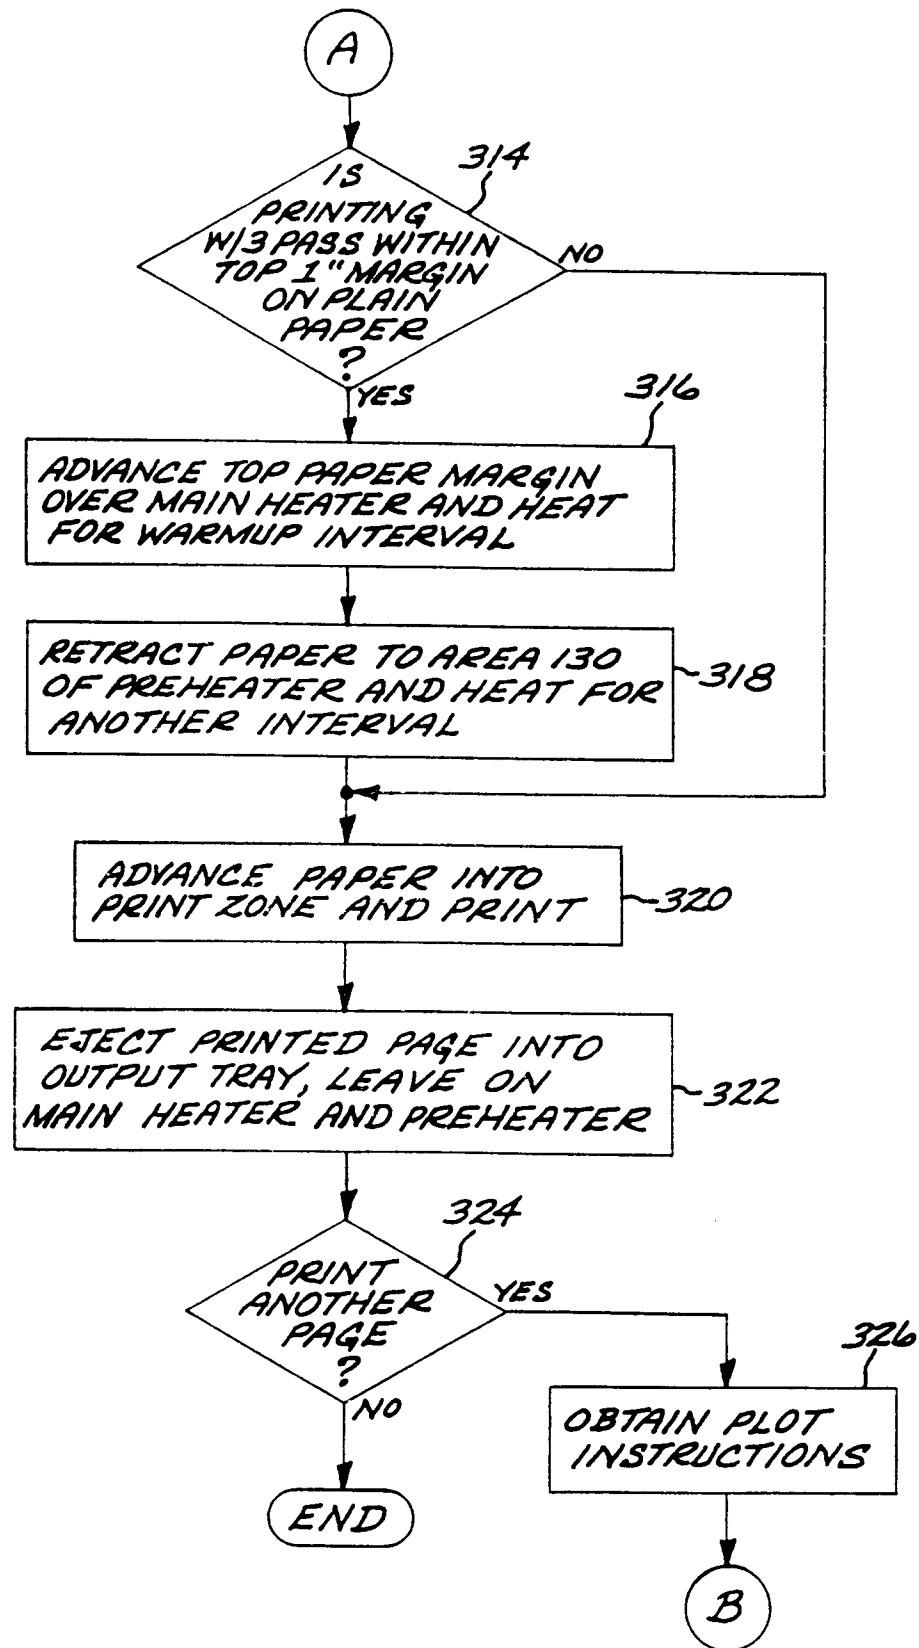 A
314
IS
PRINTING
W/3 PASS WITHIN
TOP 1" MARGIN
ON PLAIN
PAPER
?
NO
YES
316
ADVANCE TOP PAPER MARGIN
OVER MAIN HEATER AND HEAT
FOR WARMUP INTERVAL
RETRACT PAPER TO AREA 130
OF PREHEATER AND HEAT FOR
ANOTHER INTERVAL
318
ADVANCE PAPER INTO
PRINT ZONE AND PRINT
320
EJECT PRINTED PAGE INTO
OUTPUT TRAY, LEAVE ON
MAIN HEATER AND PREHEATER
322
324
PRINT
ANOTHER
PAGE
?
YES
NO
326
OBTAIN PLOT
INSTRUCTIONS
END
B